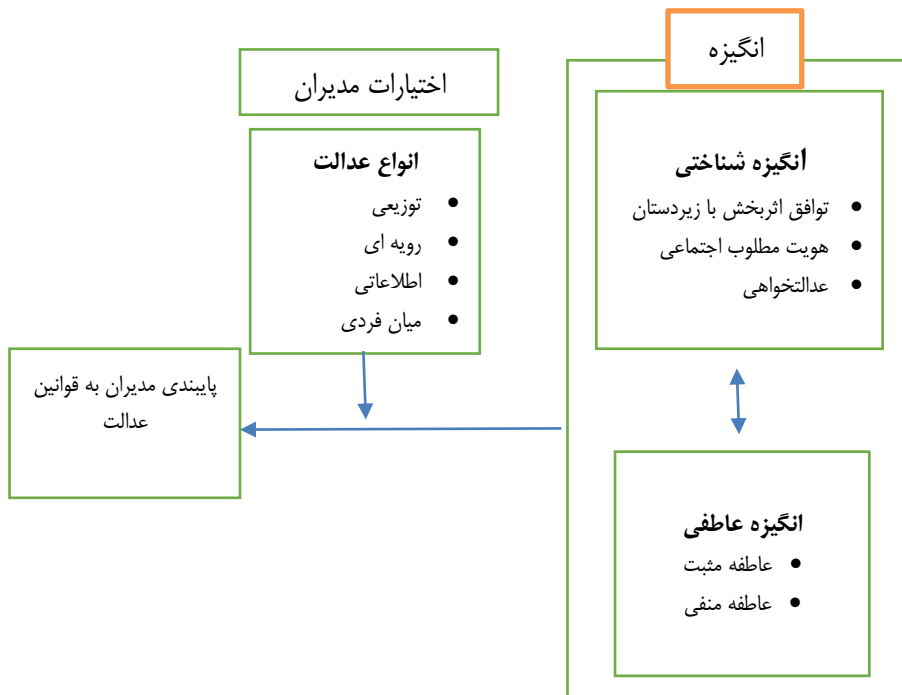 انگیزه
انگیزه شناختی
• توافق اثربخش با زیردستان
• هویت مطلوب اجتماعی
• عدالتخواهی
انگیزه عاطفی
• عاطفه مثبت
• عاطفه منفی
اختیارات مدیران
انواع عدالت
• توزیعی
• رویه ای
• اطلاعاتی
• میان فردی
پایبندی مدیران به قوانین
عدالت